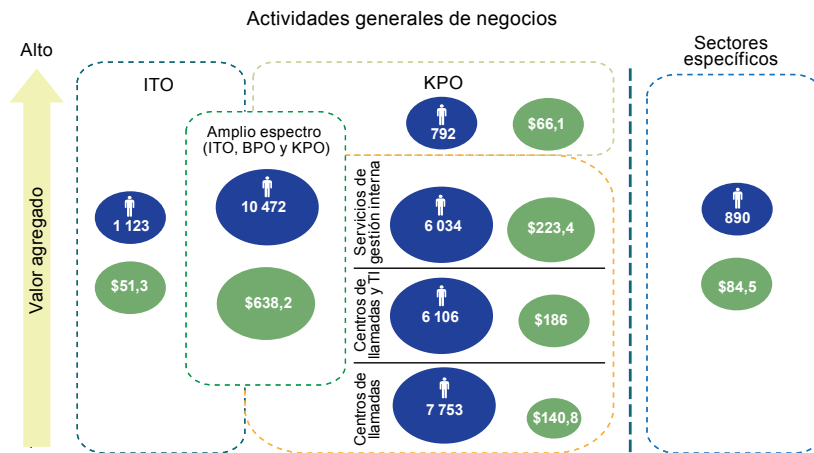 Actividades generales de negocios
Alto
Valor agregado
ITO
1 123
$51,3
Amplio espectro
(ITO, BPO y KPO)
10 472
$638,2
KPO
792
$66,1
Servicios de
gestión interna
6 034
$223,4
Centros de
llamadas y TI
6 106
$186
Centros de
llamadas
7 753
$140,8
Sectores
específicos
890
$84,5